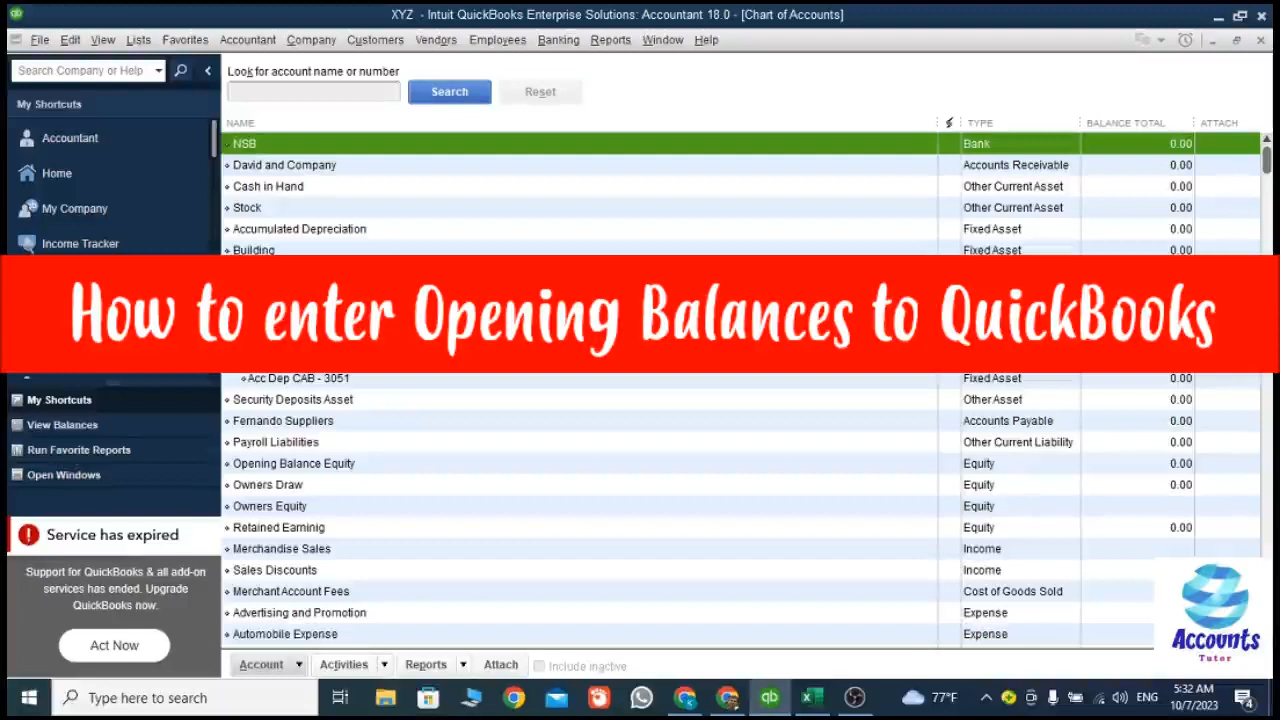 XYZ - Intuit QuickBooks Enterprise Solutions: Accountant 18.0 - [Chart of Accounts]
File Edit View Lists Favorites Accountant Company Customers Vendors Employees Banking Reports Window Help
Search Company or Help
Look for account name or number
Search Reset
My Shortcuts
Accountant
Home
My Company
Income Tracker
NAME TYPE BALANCE TOTAL ATTACH
NSB Bank 0.00
David and Company Accounts Receivable 0.00
Cash in Hand Other Current Asset 0.00
Stock Other Current Asset 0.00
Accumulated Depreciation Fixed Asset 0.00
Building Fixed Asset 0.00
How to enter Opening Balances to QuickBooks
Acc Dep CAB - 3051 Fixed Asset 0.00
Security Deposits Asset Other Asset 0.00
Fernando Suppliers Accounts Payable 0.00
Payroll Liabilities Other Current Liability 0.00
Opening Balance Equity Equity 0.00
Owners Draw Equity 0.00
Owners Equity Equity
Retained Earninig Equity 0.00
Merchandise Sales Income
Sales Discounts Income
Merchant Account Fees Cost of Goods Sold
Advertising and Promotion Expense
Automobile Expense Expense
My Shortcuts
View Balances
Run Favorite Reports
Open Windows
Service has expired
Support for QuickBooks & all add-on
services has ended. Upgrade
QuickBooks now.
Act Now
Account Activities Reports Attach Include inactive
Accounts
Tutor
Type here to search
77°F
ENG
5:32 AM
10/7/2023
4